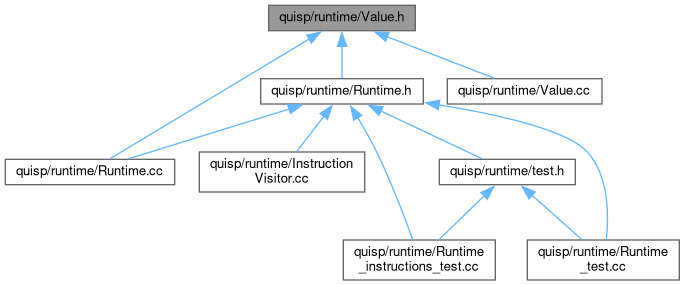 quisp/runtime/Value.h
quisp/runtime/Runtime.h
quisp/runtime/Value.cc
quisp/runtime/Runtime.cc
quisp/runtime/Instruction
Visitor.cc
quisp/runtime/test.h
quisp/runtime/Runtime
_instructions_test.cc
quisp/runtime/Runtime
_test.cc